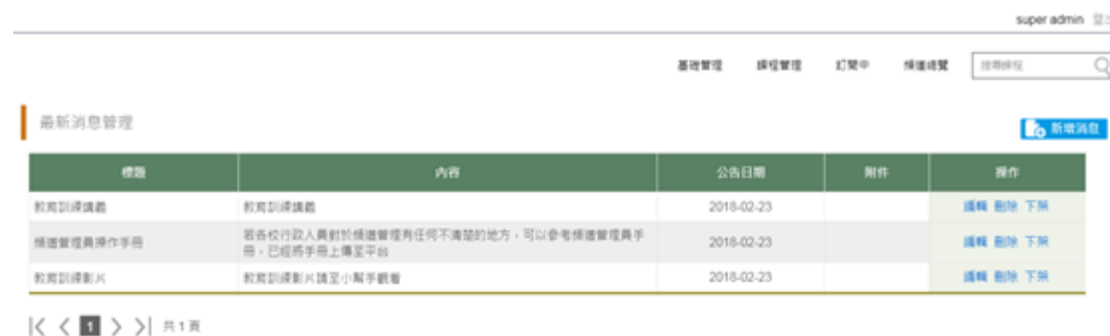 super admin 登出
基礎管理 課程管理 訂閱中 頻道總覽 搜尋課程
最新消息管理
新增消息
標題 內容 公告日期 附件 操作
教育訓練講義 教育訓練講義 2018-02-23 編輯 刪除 下架
頻道管理員操作手冊 若各校行政人員對於頻道管理有任何不清楚的地方，可以參考頻道管理員手
冊，已經將手冊上傳至平台 2018-02-23 編輯 刪除 下架
教育訓練影片 教育訓練影片請至小幫手觀看 2018-02-23 編輯 刪除 下架
1 共1頁